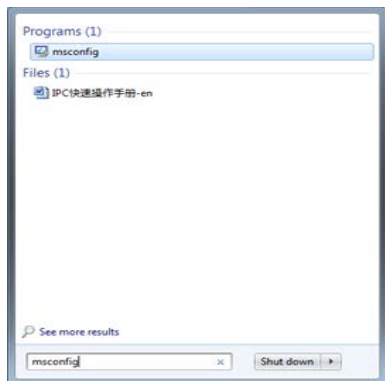 Programs (1)
msconfig
Files (1)
IPC快速操作手册-en
See more results
msconfig
Shut down